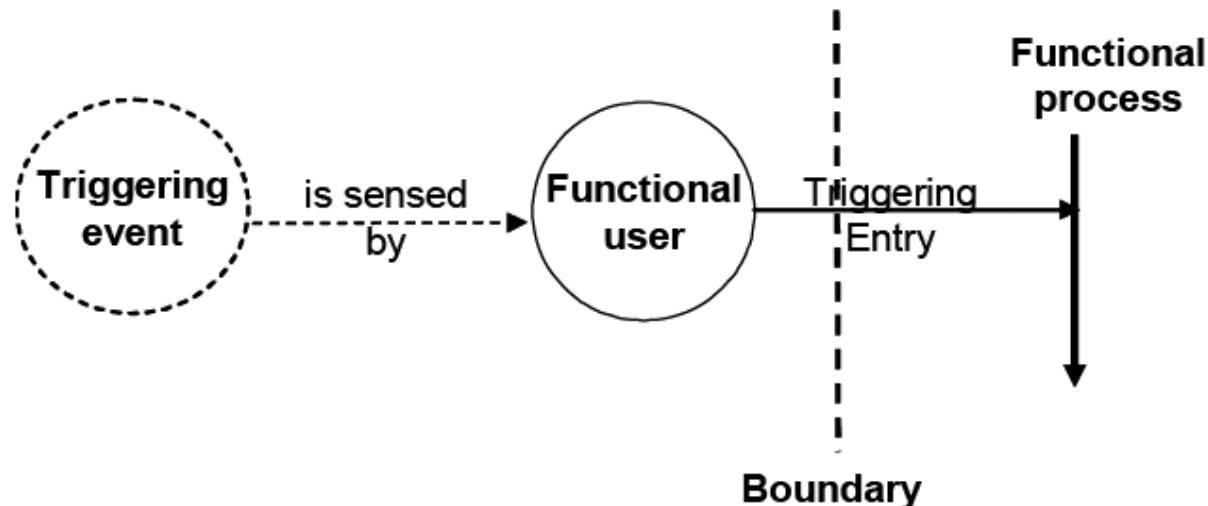 Triggering
event
is sensed
by
Functional
user
Triggering
Entry
Functional
process
Boundary